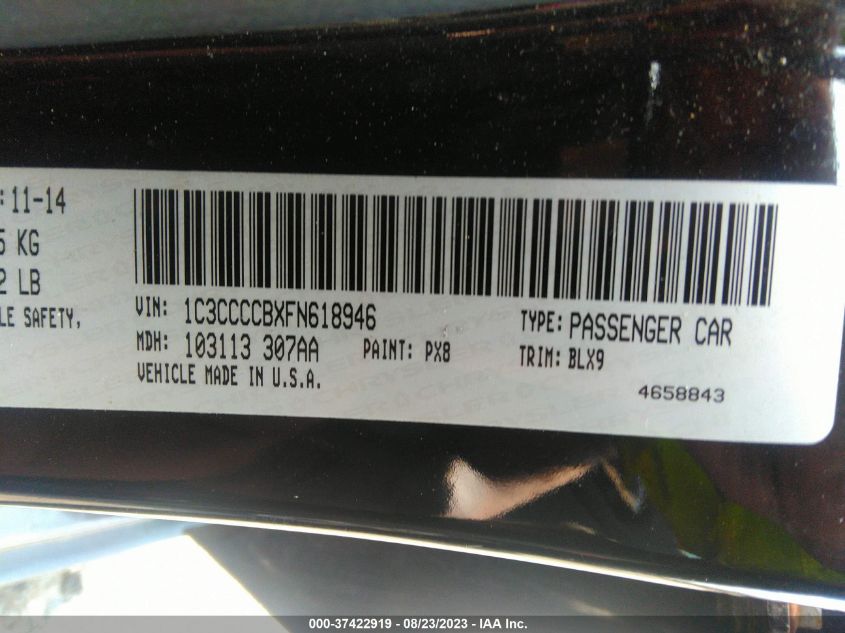 : 11-14
5 KG
2 LB
LE SAFETY,
VIN: 1C3CCCCBXFN618946
TYPE: PASSENGER CAR
MDH: 103113 307AA
PAINT: PX8
TRIM: BLX9
VEHICLE MADE IN U.S.A.
4658843
000-37422919 - 08/23/2023 - IAA Inc.